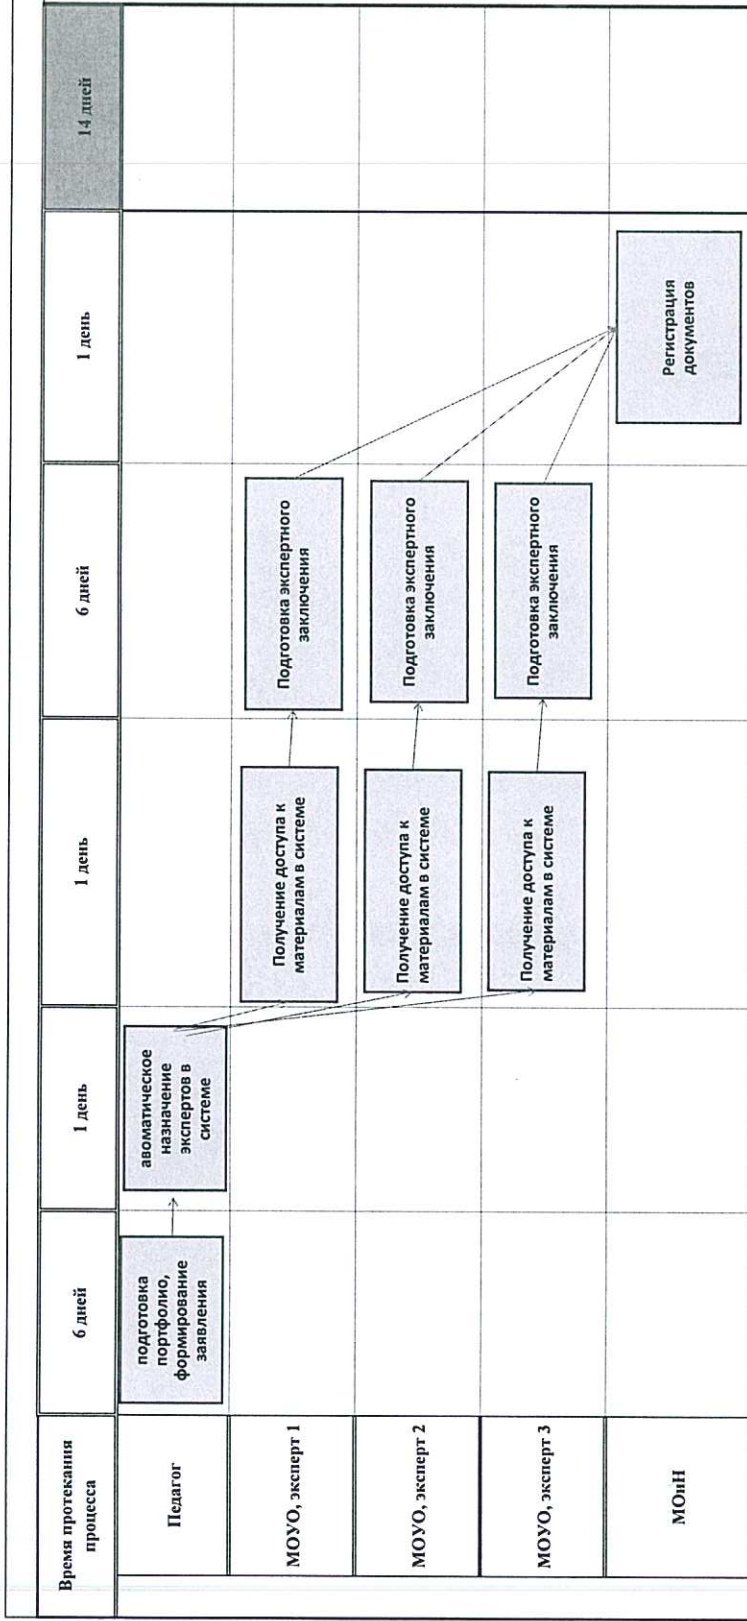 Время протекания
процесса
6 дней
1 день
1 день
6 дней
1 день
14 дней
Педагог
подготовка
портфолио,
формирование
заявления
авоматическое
назначение
экспертов в
системе
МОУО, эксперт 1
Получение доступа к
материалам в системе
Подготовка экспертного
заключения
МОУО, эксперт 2
Получение доступа к
материалам в системе
Подготовка экспертного
заключения
МОУО, эксперт 3
Получение доступа к
материалам в системе
Подготовка экспертного
заключения
МОиН
Регистрация
документов